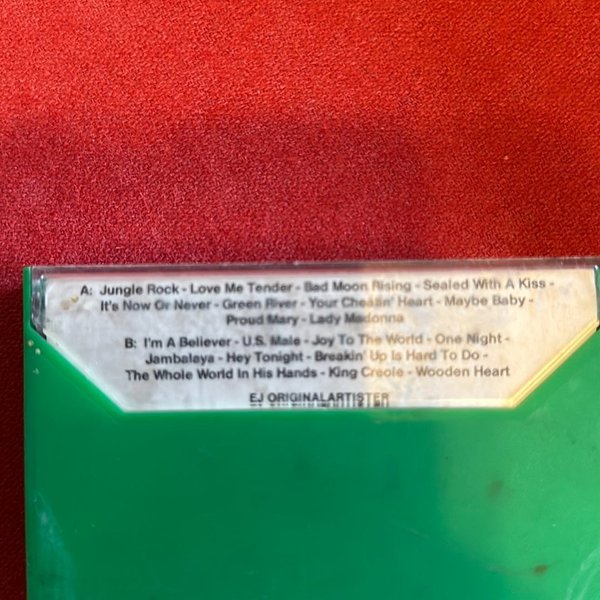 A: Jungle Rock - Love Me Tender - Bad Moon Rising - Sealed With A Kiss -
It's Now Or Never - Green River - Your Cheatin' Heart - Maybe Baby -
Proud Mary - Lady Madonna
B: I'm A Believer - U.S. Male - Joy To The World - One Night -
Jambalaya - Hey Tonight - Breakin' Up Is Hard To Do -
The Whole World In His Hands - King Creole - Wooden Heart
EJ ORIGINALARTISTER